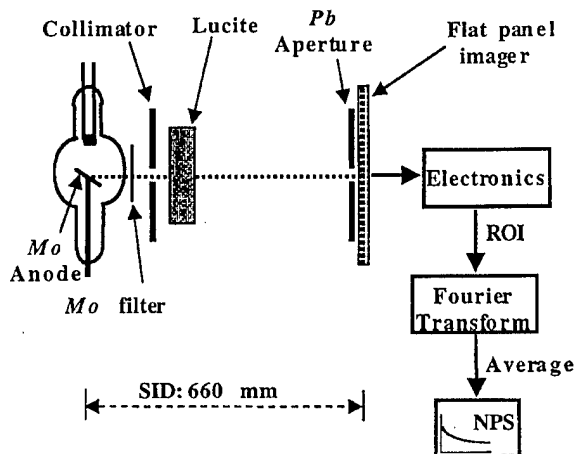 Collimator
Lucite
Pb
Aperture
Flat panel
imager
Electronics
Mo
Anode
Mo filter
ROI
Fourier
Transform
Average
SID: 660 mm
NPS